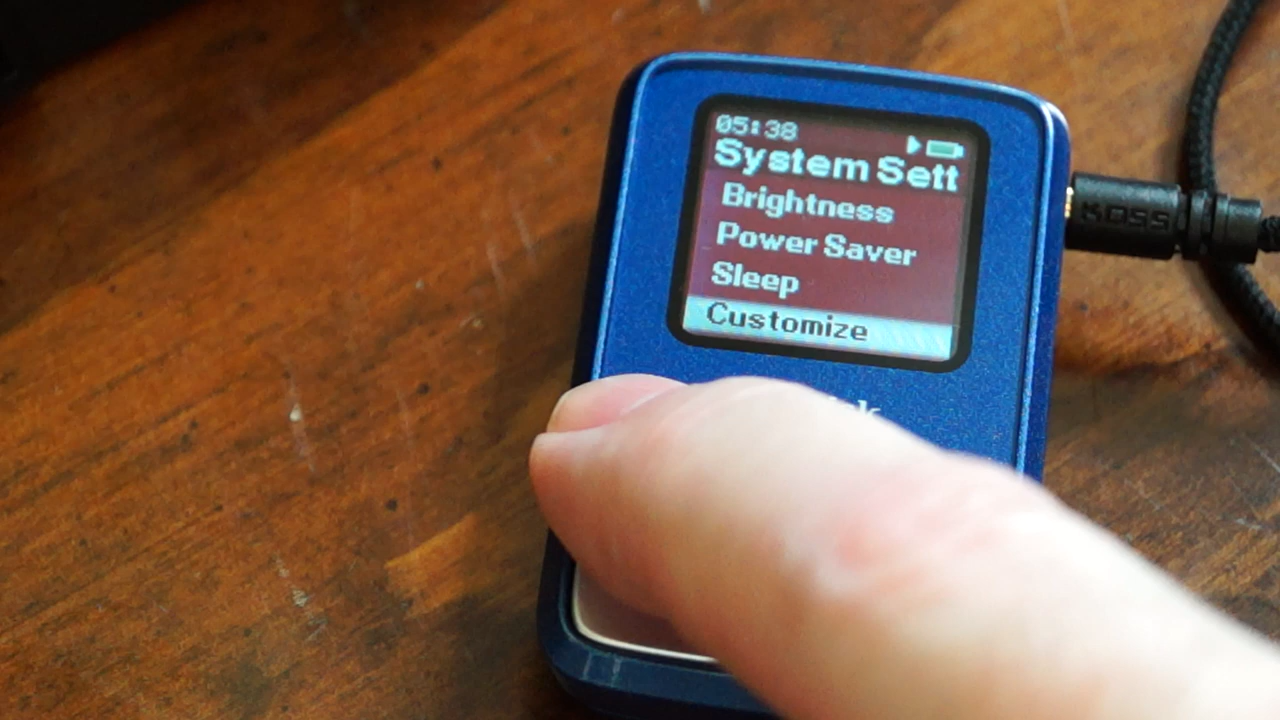 05:38
System Sett
Brightness
Power Saver
Sleep
Customize
KOSS